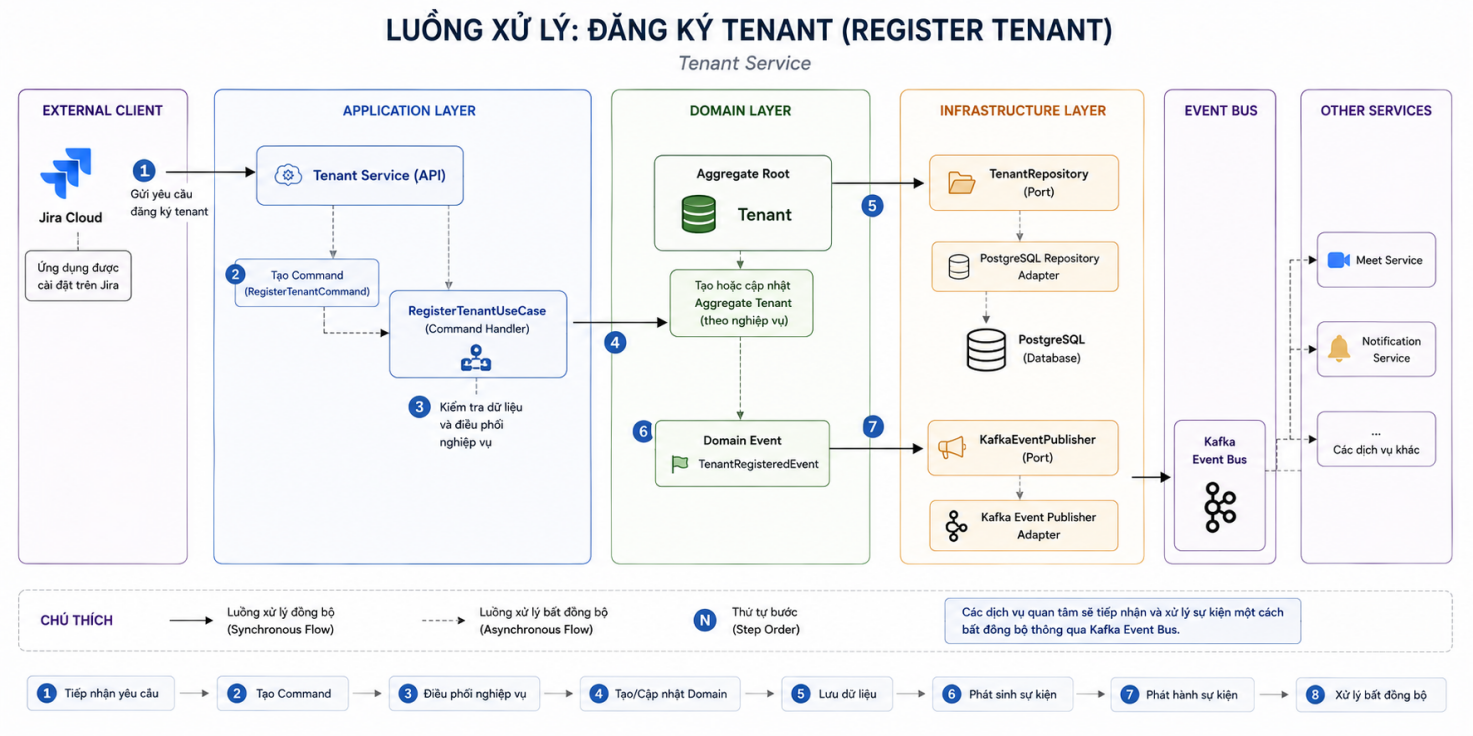 LUỒNG XỬ LÝ: ĐĂNG KÝ TENANT (REGISTER TENANT)
Tenant Service
EXTERNAL CLIENT
Jira Cloud
Ứng dụng được
cài đặt trên Jira
1
Gửi yêu cầu
đăng ký tenant
APPLICATION LAYER
Tenant Service (API)
2
Tạo Command
(RegisterTenantCommand)
RegisterTenantUseCase
(Command Handler)
3
Kiểm tra dữ liệu
và điều phối
nghiệp vụ
4
DOMAIN LAYER
Aggregate Root
Tenant
Tạo hoặc cập nhật
Aggregate Tenant
(theo nghiệp vụ)
5
6
Domain Event
TenantRegisteredEvent
7
INFRASTRUCTURE LAYER
TenantRepository
(Port)
PostgreSQL Repository
Adapter
PostgreSQL
(Database)
KafkaEventPublisher
(Port)
Kafka Event Publisher
Adapter
EVENT BUS
Kafka
Event Bus
OTHER SERVICES
Meet Service
Notification
Service
...
Các dịch vụ khác
CHÚ THÍCH
Luồng xử lý đồng bộ
(Synchronous Flow)
Luồng xử lý bất đồng bộ
(Asynchronous Flow)
N
Thứ tự bước
(Step Order)
Các dịch vụ quan tâm sẽ tiếp nhận và xử lý sự kiện một cách
bất đồng bộ thông qua Kafka Event Bus.
1 Tiếp nhận yêu cầu
2 Tạo Command
3 Điều phối nghiệp vụ
4 Tạo/Cập nhật Domain
5 Lưu dữ liệu
6 Phát sinh sự kiện
7 Phát hành sự kiện
8 Xử lý bất đồng bộ